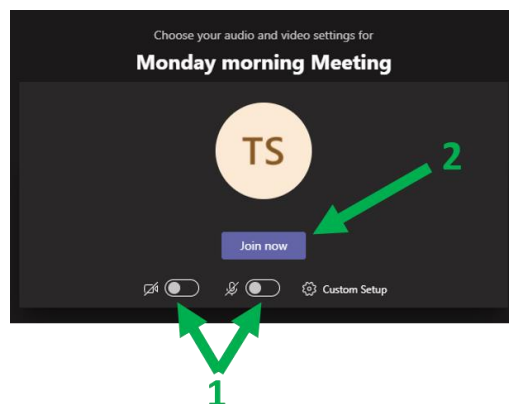 Choose your audio and video settings for
Monday morning Meeting
TS
2
Join now
Custom Setup
1